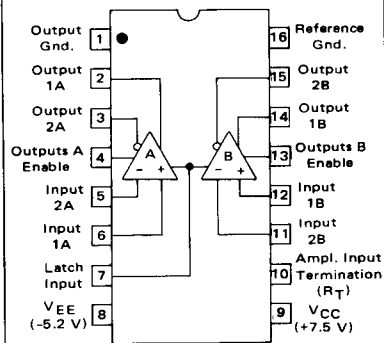 Output
Gnd.
1
Output
1A
2
Output
2A
3
Outputs A
Enable
4
Input
2A
5
Input
1A
6
Latch
Input
7
VEE
(-5.2 V)
8
A
- +
B
- +
16
Reference
Gnd.
15
Output
2B
14
Output
1B
13
Outputs B
Enable
12
Input
1B
11
Input
2B
10
Ampl. Input
Termination
(RT)
9
VCC
(+7.5 V)